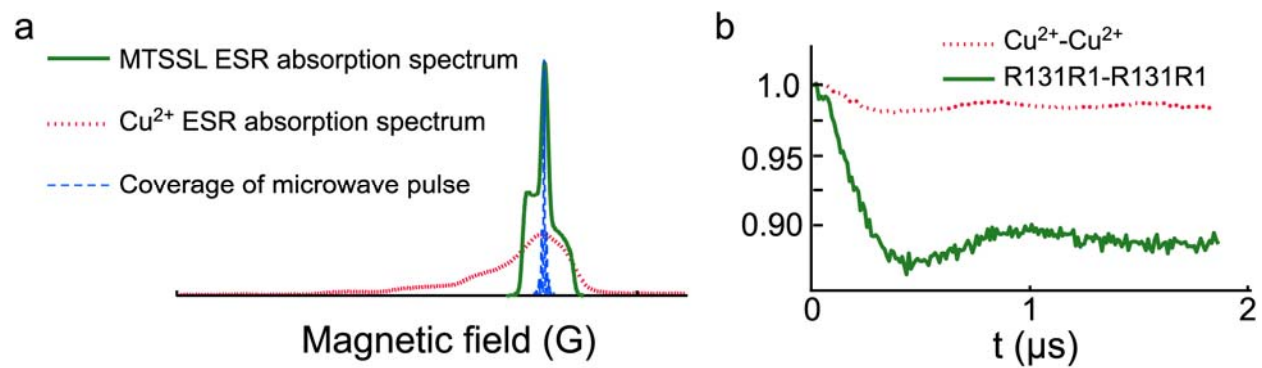 a
MTSSL ESR absorption spectrum
Cu²⁺ ESR absorption spectrum
Coverage of microwave pulse
Magnetic field (G)
b
Cu²⁺-Cu²⁺
R131R1-R131R1
1.0
0.95
0.90
0
1
2
t (μs)